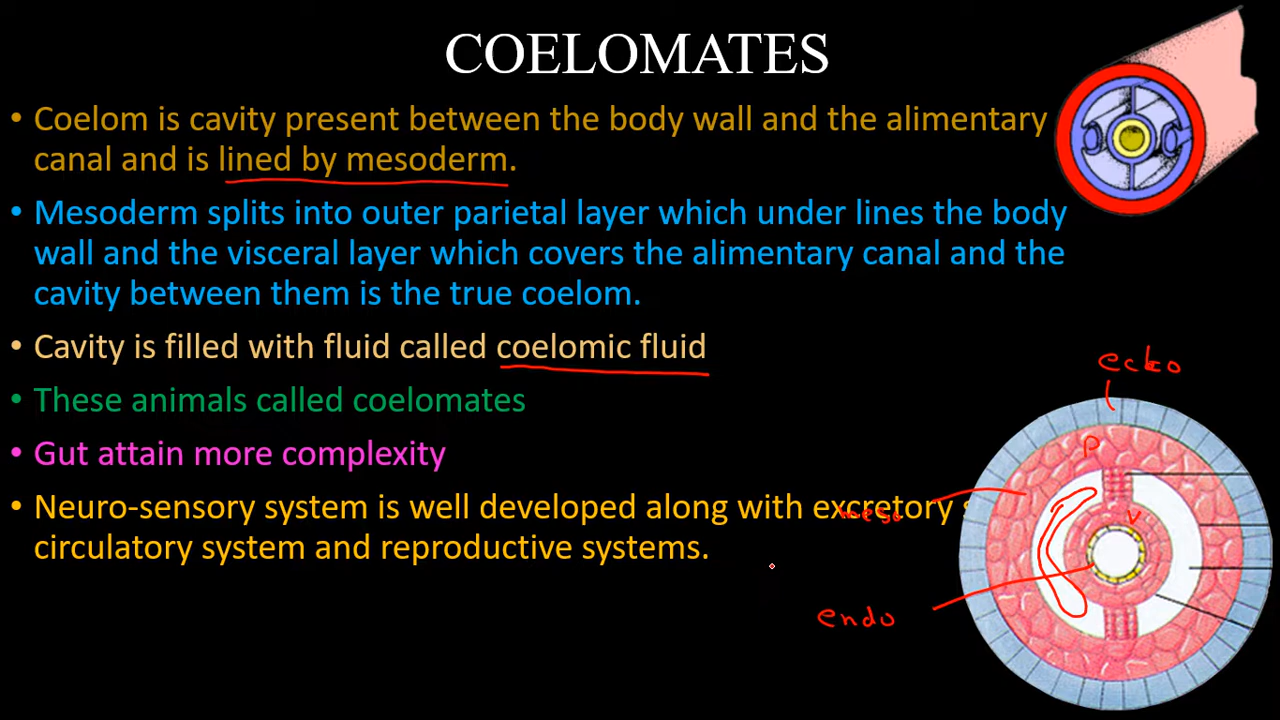 COELOMATES
• Coelom is cavity present between the body wall and the alimentary
canal and is lined by mesoderm.
• Mesoderm splits into outer parietal layer which under lines the body
wall and the visceral layer which covers the alimentary canal and the
cavity between them is the true coelom.
• Cavity is filled with fluid called coelomic fluid
ecto
• These animals called coelomates
P
• Gut attain more complexity
• Neuro-sensory system is well developed along with excretory s
meso
V
circulatory system and reproductive systems.
endo